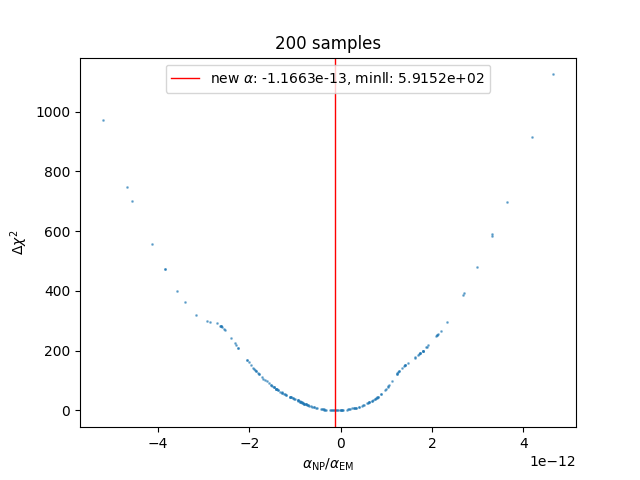 200 samples
new α: -1.1663e-13, minll: 5.9152e+02
Δχ²
1000
800
600
400
200
0
−4 −2 0 2 4
1e−12
α_NP/α_EM